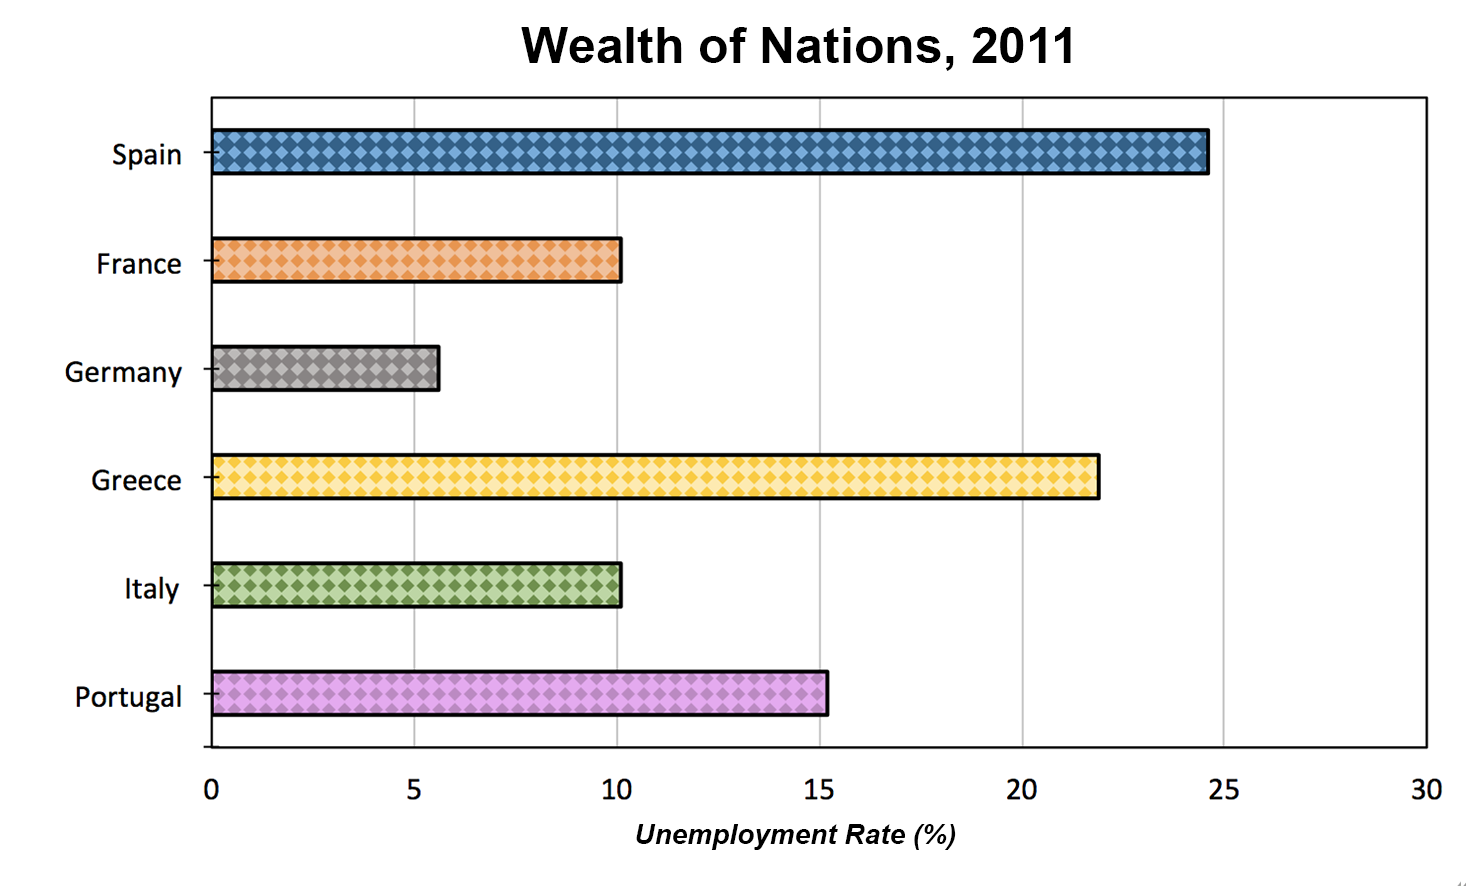 Wealth of Nations, 2011
Spain
France
Germany
Greece
Italy
Portugal
0 5 10 15 20 25 30
Unemployment Rate (%)